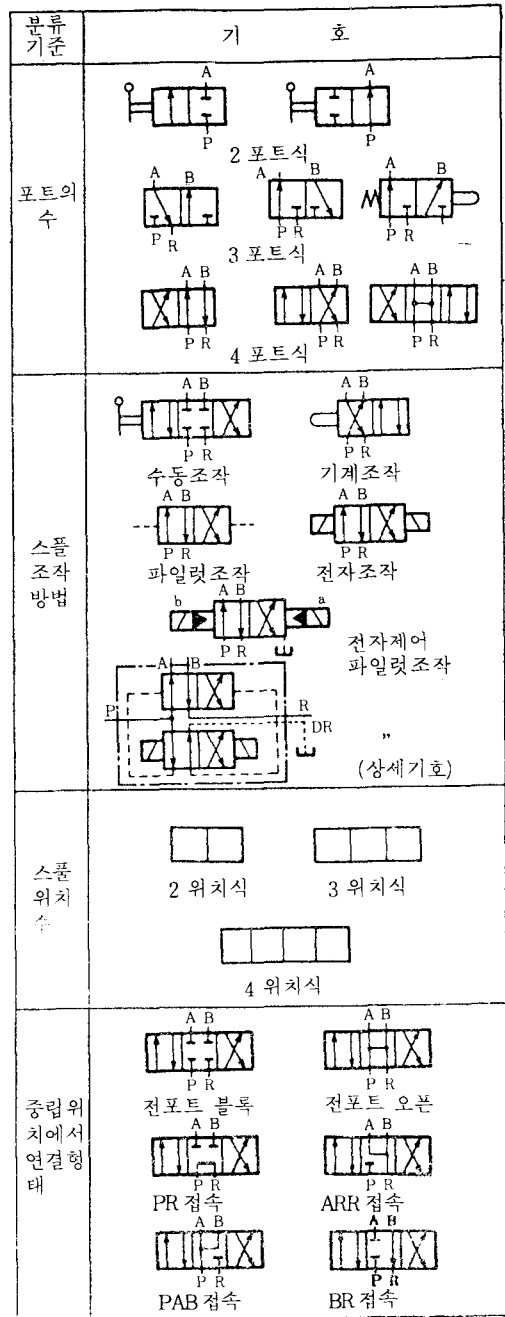 분류
기준
기 호
포트의
수
A
A
P
P
2 포트식
A B
A B
A B
P R
P R
P R
3 포트식
A B
A B
A B
P R
P R
P R
4 포트식
스플
조작
방법
A B
A B
P R
P R
수동조작
기계조작
A B
A B
P R
P R
파일럿조작
전자조작
b
A B
a
P R
전자제어
파일럿조작
A B
P
R
DR
"
(상세기호)
스풀
위치
수
2 위치식
3 위치식
4 위치식
중립위
치에서
연결형
태
A B
A B
P R
P R
전포트 블록
전포트 오픈
A B
A B
P R
P R
PR 접속
ARR 접속
A B
A B
P R
P R
PAB 접속
BR 접속